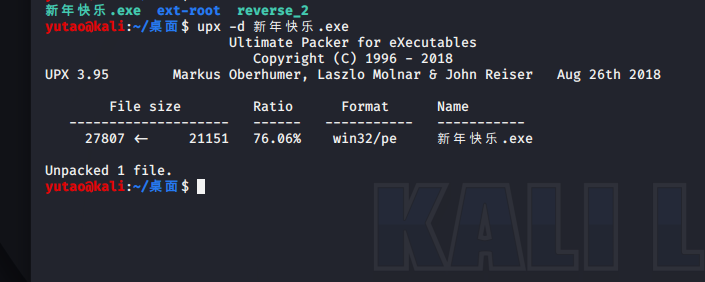 新年快乐.exe  ext-root  reverse_2
yutao@kali:~/桌面$ upx -d 新年快乐.exe
Ultimate Packer for eXecutables
Copyright (C) 1996 - 2018
UPX 3.95        Markus Oberhumer, Laszlo Molnar & John Reiser   Aug 26th 2018
File size         Ratio      Format      Name
--------------------   ------   -----------   -----------
27807 <-     21151   76.06%    win32/pe     新年快乐.exe
Unpacked 1 file.
yutao@kali:~/桌面$
KALI L